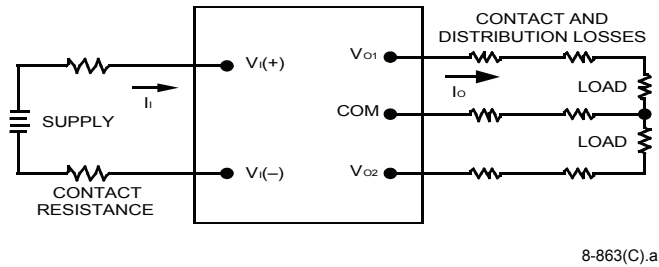 CONTACT AND
DISTRIBUTION LOSSES
VI(+)
VO1
II
IO
LOAD
SUPPLY
COM
LOAD
VI(–)
VO2
CONTACT
RESISTANCE
8-863(C).a